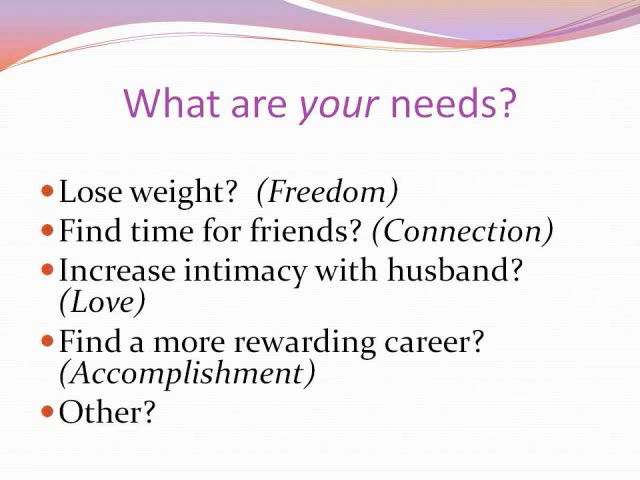 What are your needs?
Lose weight? (Freedom)
Find time for friends? (Connection)
Increase intimacy with husband?
(Love)
Find a more rewarding career?
(Accomplishment)
Other?